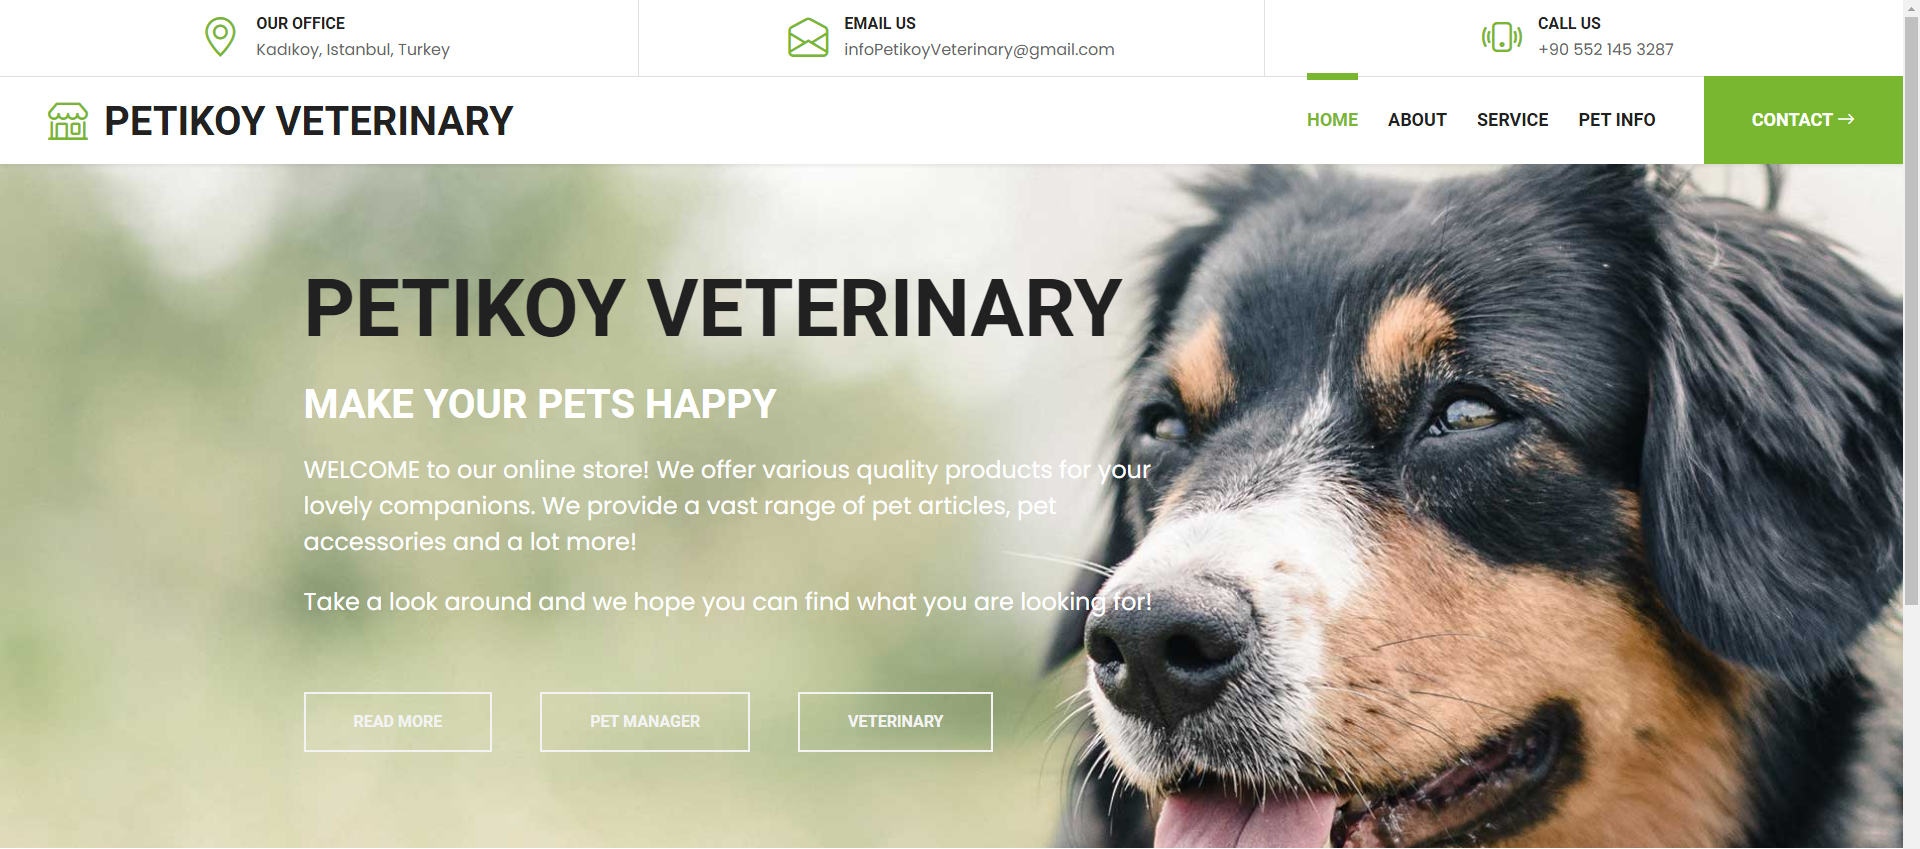 OUR OFFICE
Kadıkoy, Istanbul, Turkey
EMAIL US
infoPetikoyVeterinary@gmail.com
CALL US
+90 552 145 3287
PETIKOY VETERINARY
HOME
ABOUT
SERVICE
PET INFO
CONTACT →
PETIKOY VETERINARY
MAKE YOUR PETS HAPPY
WELCOME to our online store! We offer various quality products for your
lovely companions. We provide a vast range of pet articles, pet
accessories and a lot more!
Take a look around and we hope you can find what you are looking for!
READ MORE
PET MANAGER
VETERINARY